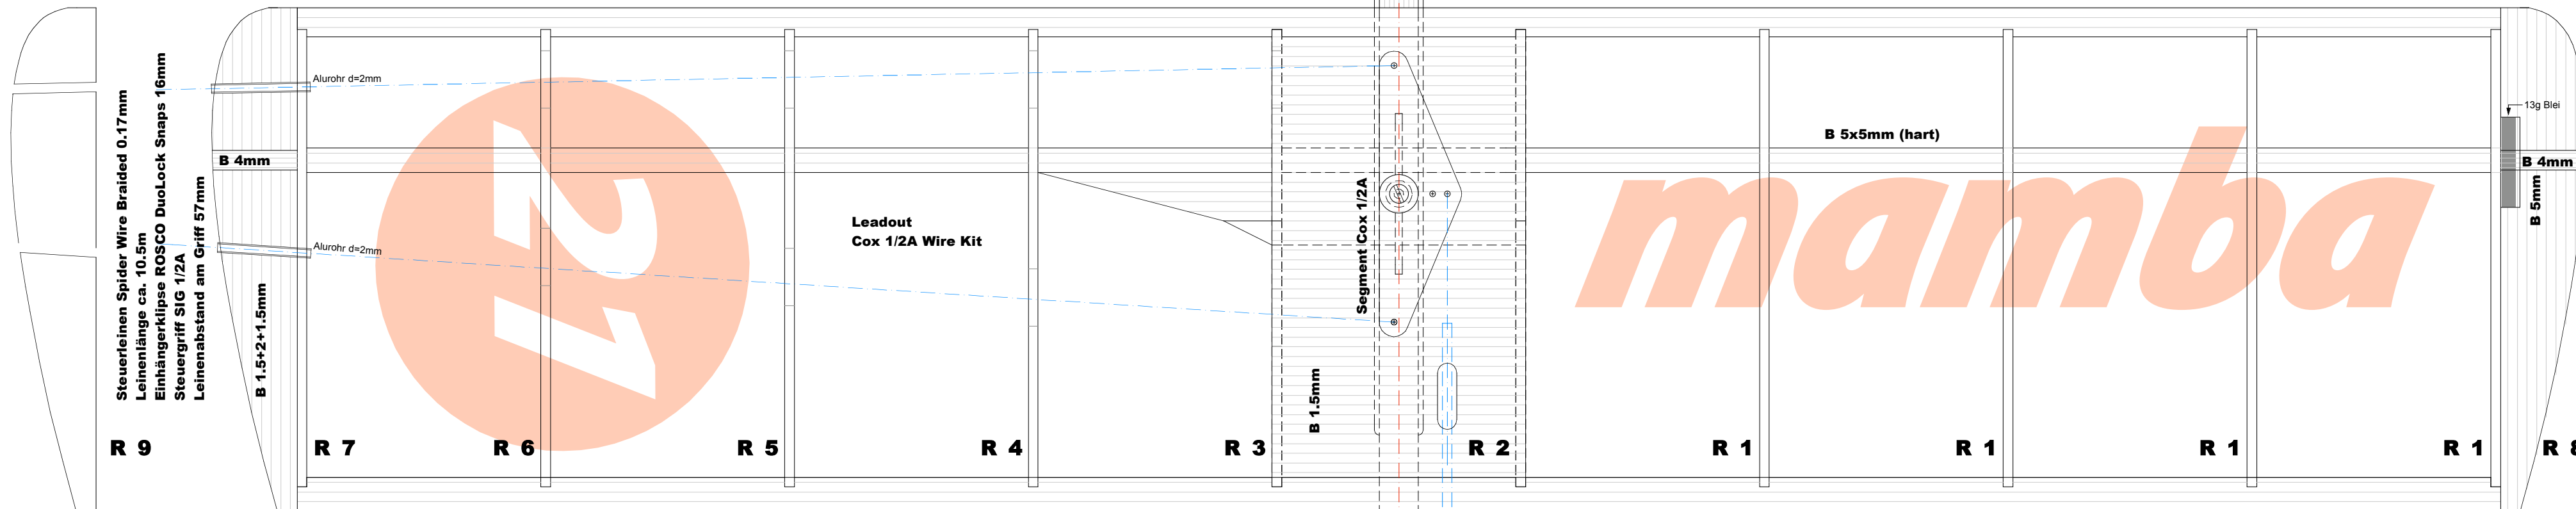 Steuerleinen Spider Wire Braided 0.17mm
Leinenlänge ca. 10.5m
Einhängerklipse ROSCO DuoLock Snaps 16mm
Steuergriff SIG 1/2A
Leinenabstand am Griff 57mm
R 9
Alurohr d=2mm
B 4mm
Alurohr d=2mm
B 1.5+2+1.5mm
R 7
21
R 6
R 5
Leadout
Cox 1/2A Wire Kit
R 4
R 3
Segment Cox 1/2A
B 1.5mm
R 2
B 5x5mm (hart)
mamba
R 1
R 1
R 1
R 1
13g Blei
B 4mm
B 5mm
R 8